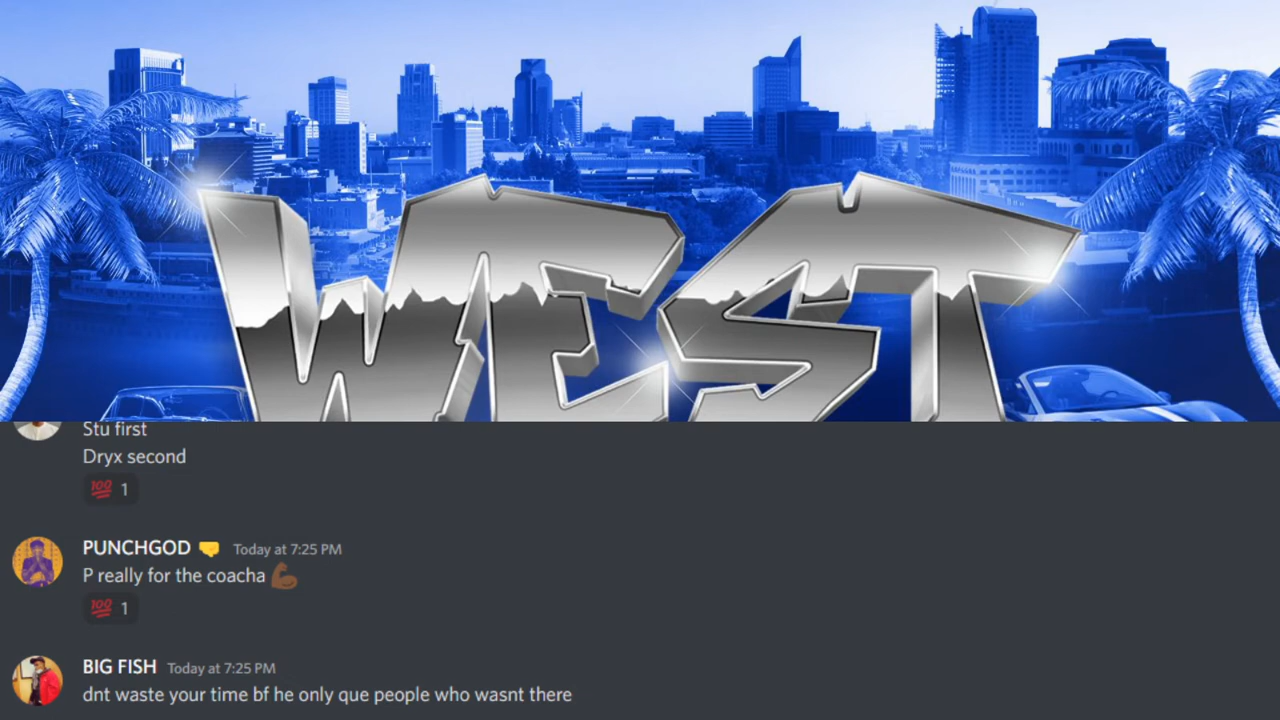 WEST
Stu first
Dryx second
💯 1
PUNCHGOD 🤜 Today at 7:25 PM
P really for the coacha 💪🏾
💯 1
BIG FISH Today at 7:25 PM
dnt waste your time bf he only que people who wasnt there